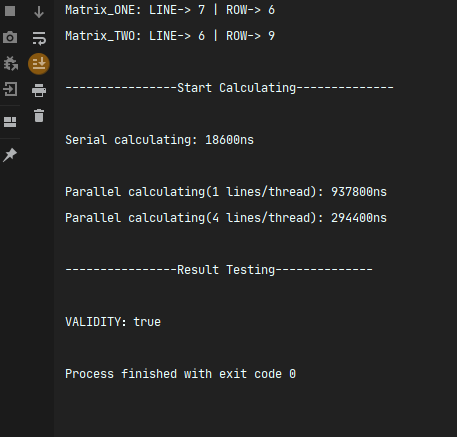 Matrix_ONE: LINE-> 7 | ROW-> 6
Matrix_TWO: LINE-> 6 | ROW-> 9
----------------Start Calculating--------------
Serial calculating: 18600ns
Parallel calculating(1 lines/thread): 937800ns
Parallel calculating(4 lines/thread): 294400ns
----------------Result Testing--------------
VALIDITY：true
Process finished with exit code 0